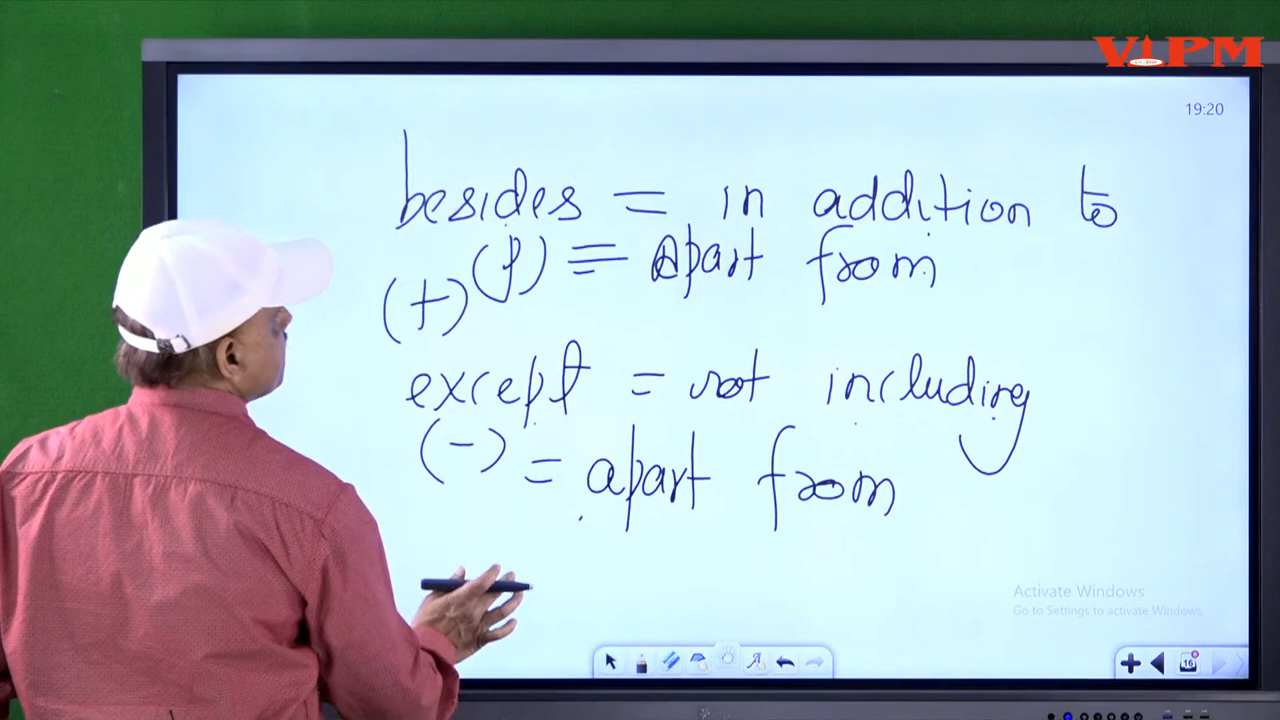 VIPM
19:20
besides = in addition to
(+) (f) = apart from
except = not including
(-) = apart from
Activate Windows
Go to Settings to activate Windows.
16